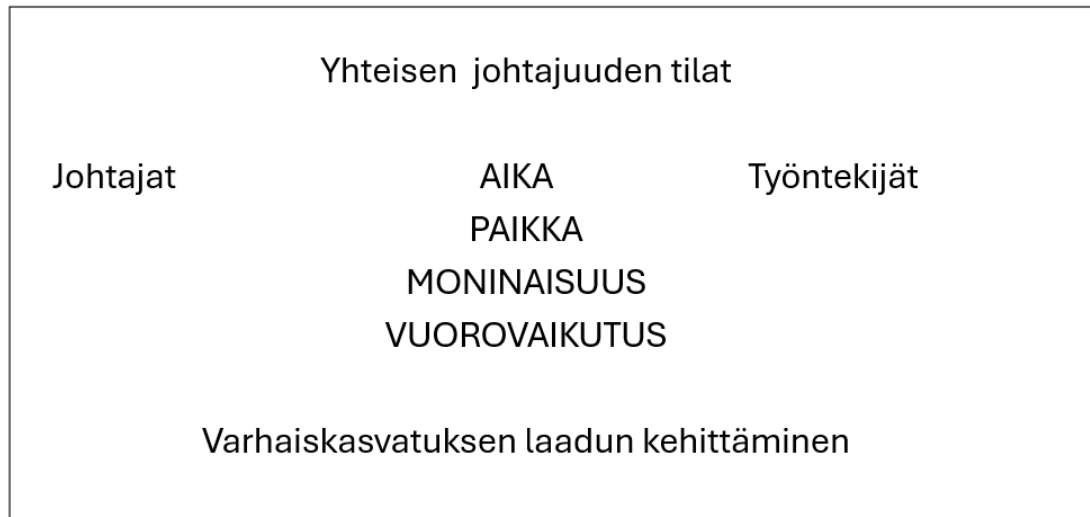 Yhteisen johtajuuden tilat
Johtajat AIKA Työntekijät
PAIKKA
MONINAISUUS
VUOROVAIKUTUS
Varhaiskasvatuksen laadun kehittäminen